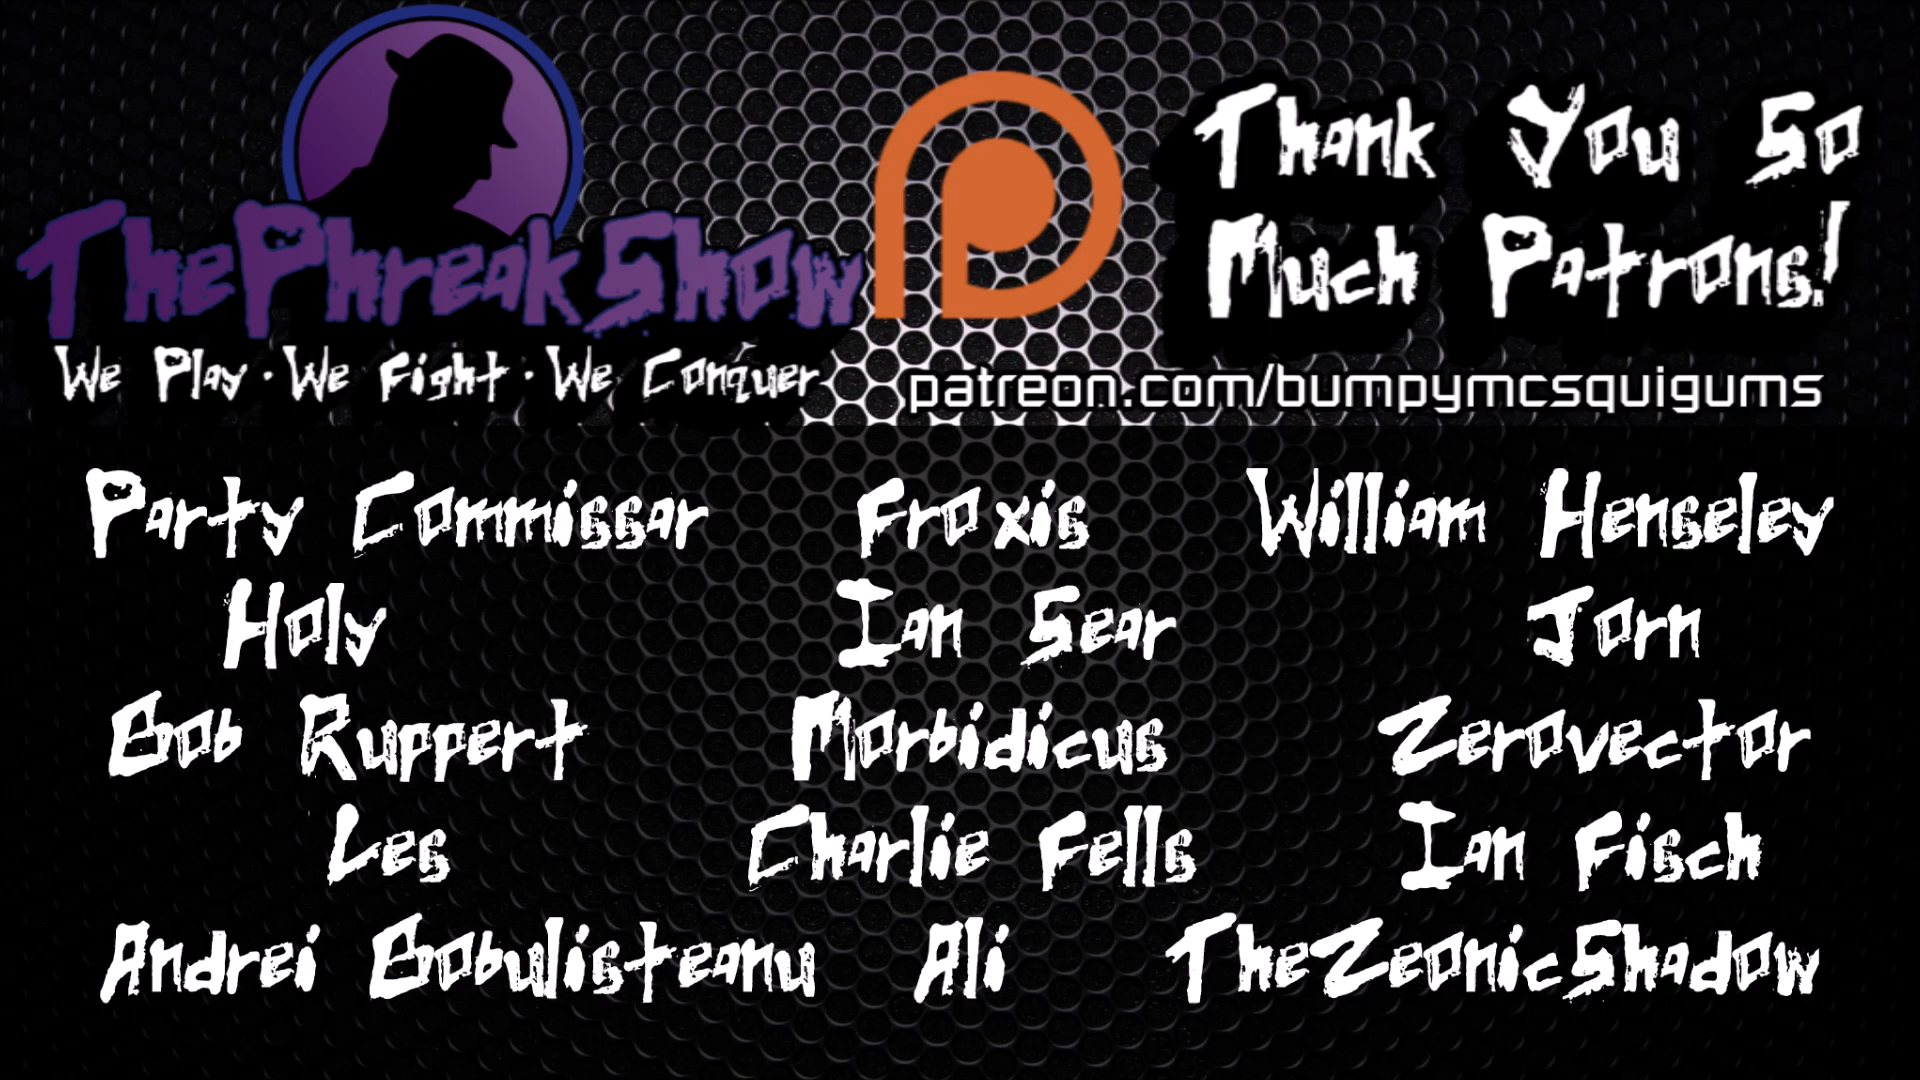 ThePhreakShow
We Play · We Fight · We Conquer
Thank You So
Much Patrons!
patreon.com/bumpymcsquigums
Party Commissar Froxis William Henseley
Holy Ian Sear Jorn
Bob Ruppert Morbidicus Zerovector
Les Charlie Fells Ian Fisch
Andrei Bobulisteanu Ali TheZeonicShadow